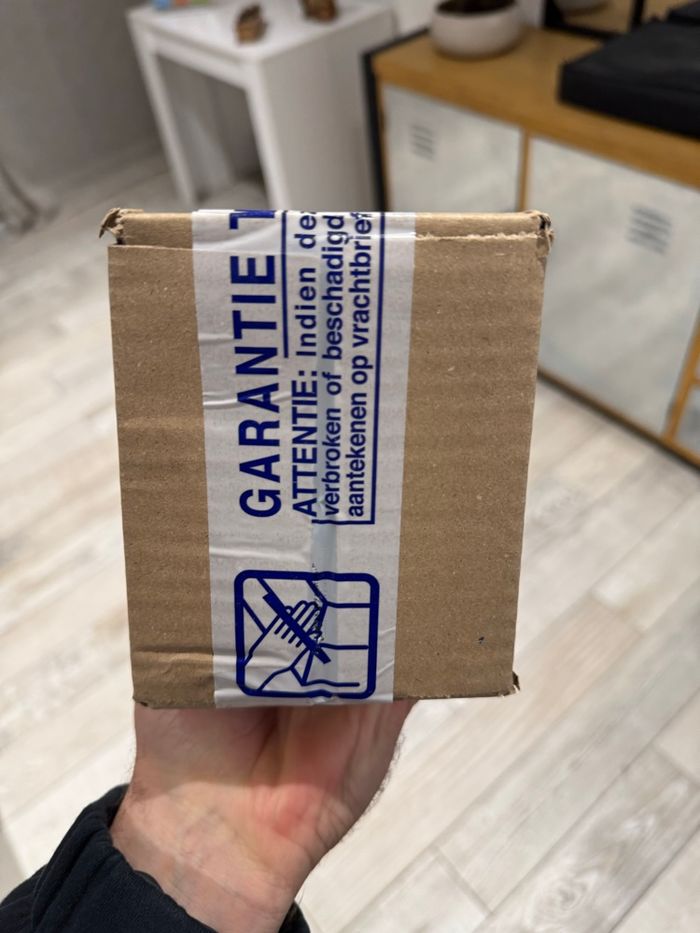 GARANTIE
ATTENTIE: Indien de
verbroken of beschadigd
aantekenen op vrachtbrief